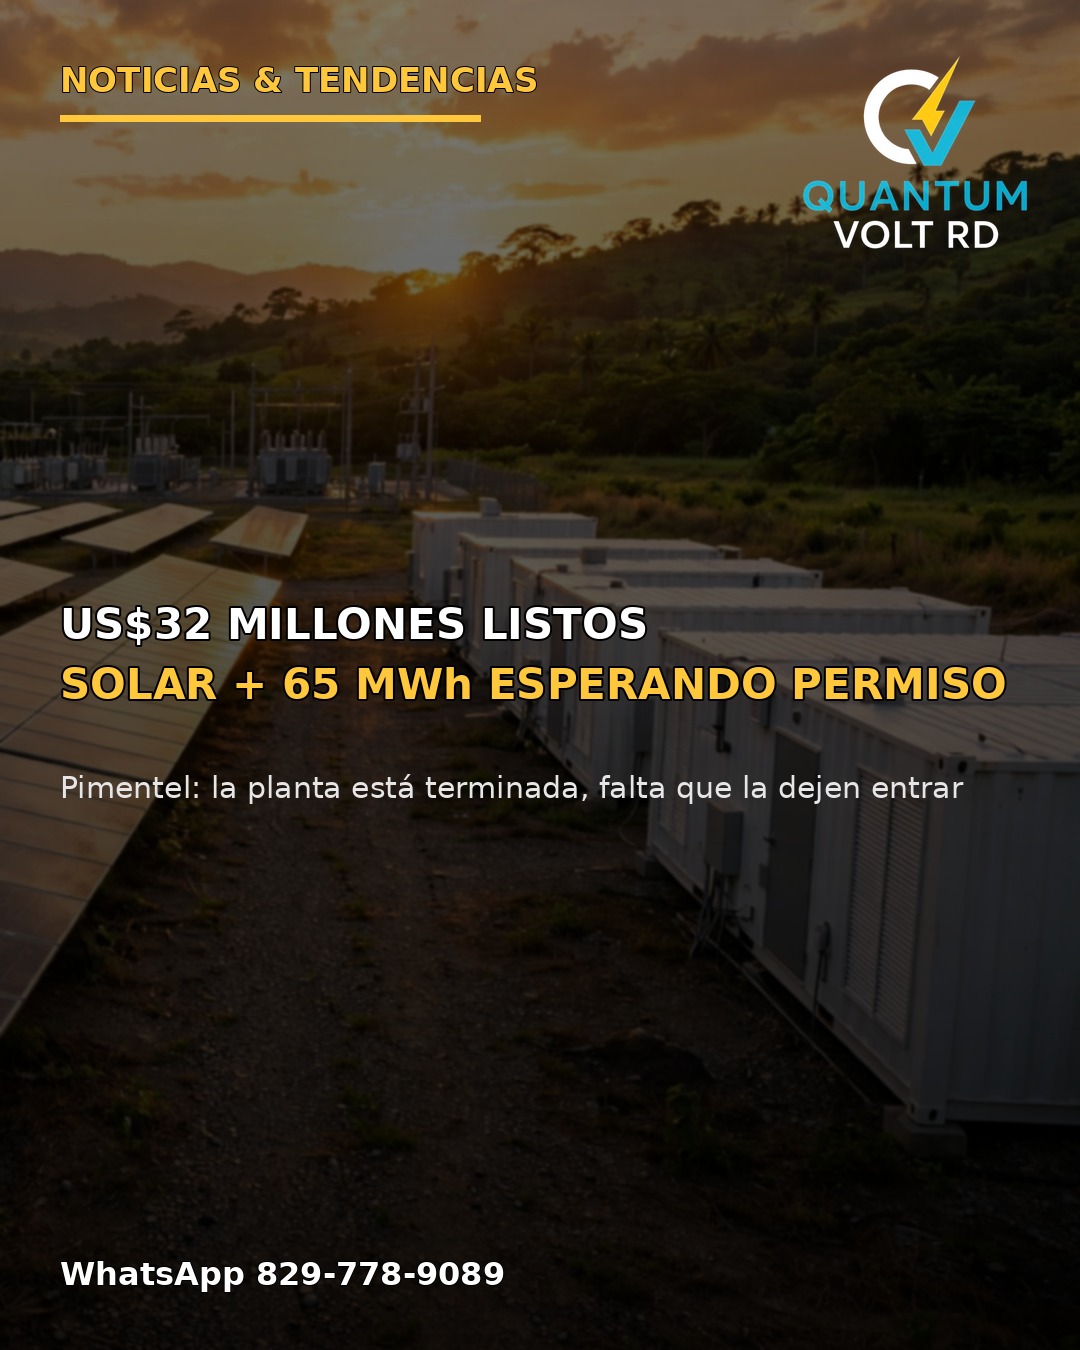 NOTICIAS & TENDENCIAS
QUANTUM
VOLT RD
US$32 MILLONES LISTOS
SOLAR + 65 MWh ESPERANDO PERMISO
Pimentel: la planta está terminada, falta que la dejen entrar
WhatsApp 829-778-9089